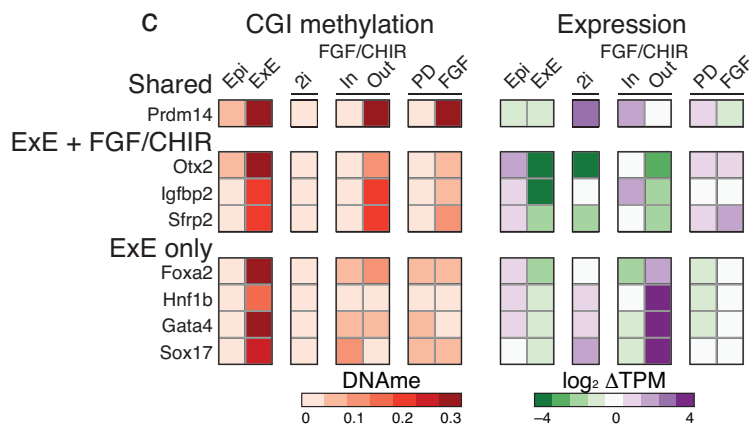 c CGI methylation Expression
FGF/CHIR FGF/CHIR
Shared Epi ExE 2i In Out PD FGF Epi ExE 2i In Out PD FGF
Prdm14
ExE + FGF/CHIR
Otx2
Igfbp2
Sfrp2
ExE only
Foxa2
Hnf1b
Gata4
Sox17
DNAme log₂ ΔTPM
0 0.1 0.2 0.3 −4 0 4